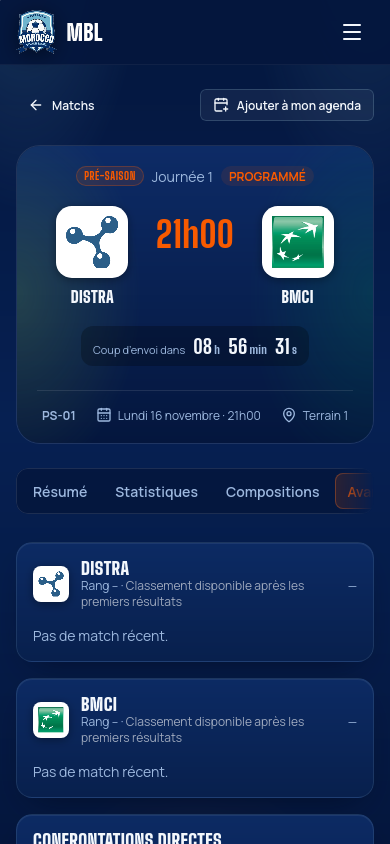 MOROCCO
MBL
Matchs
Ajouter à mon agenda
PRÉ-SAISON Journée 1 PROGRAMMÉ
21h00
DISTRA BMCI
Coup d'envoi dans 08 h 56 min 31 s
PS-01 Lundi 16 novembre · 21h00 Terrain 1
Résumé Statistiques Compositions Ava
DISTRA
Rang – · Classement disponible après les
premiers résultats
—
Pas de match récent.
BMCI
Rang – · Classement disponible après les
premiers résultats
—
Pas de match récent.
CONFRONTATIONS DIRECTES